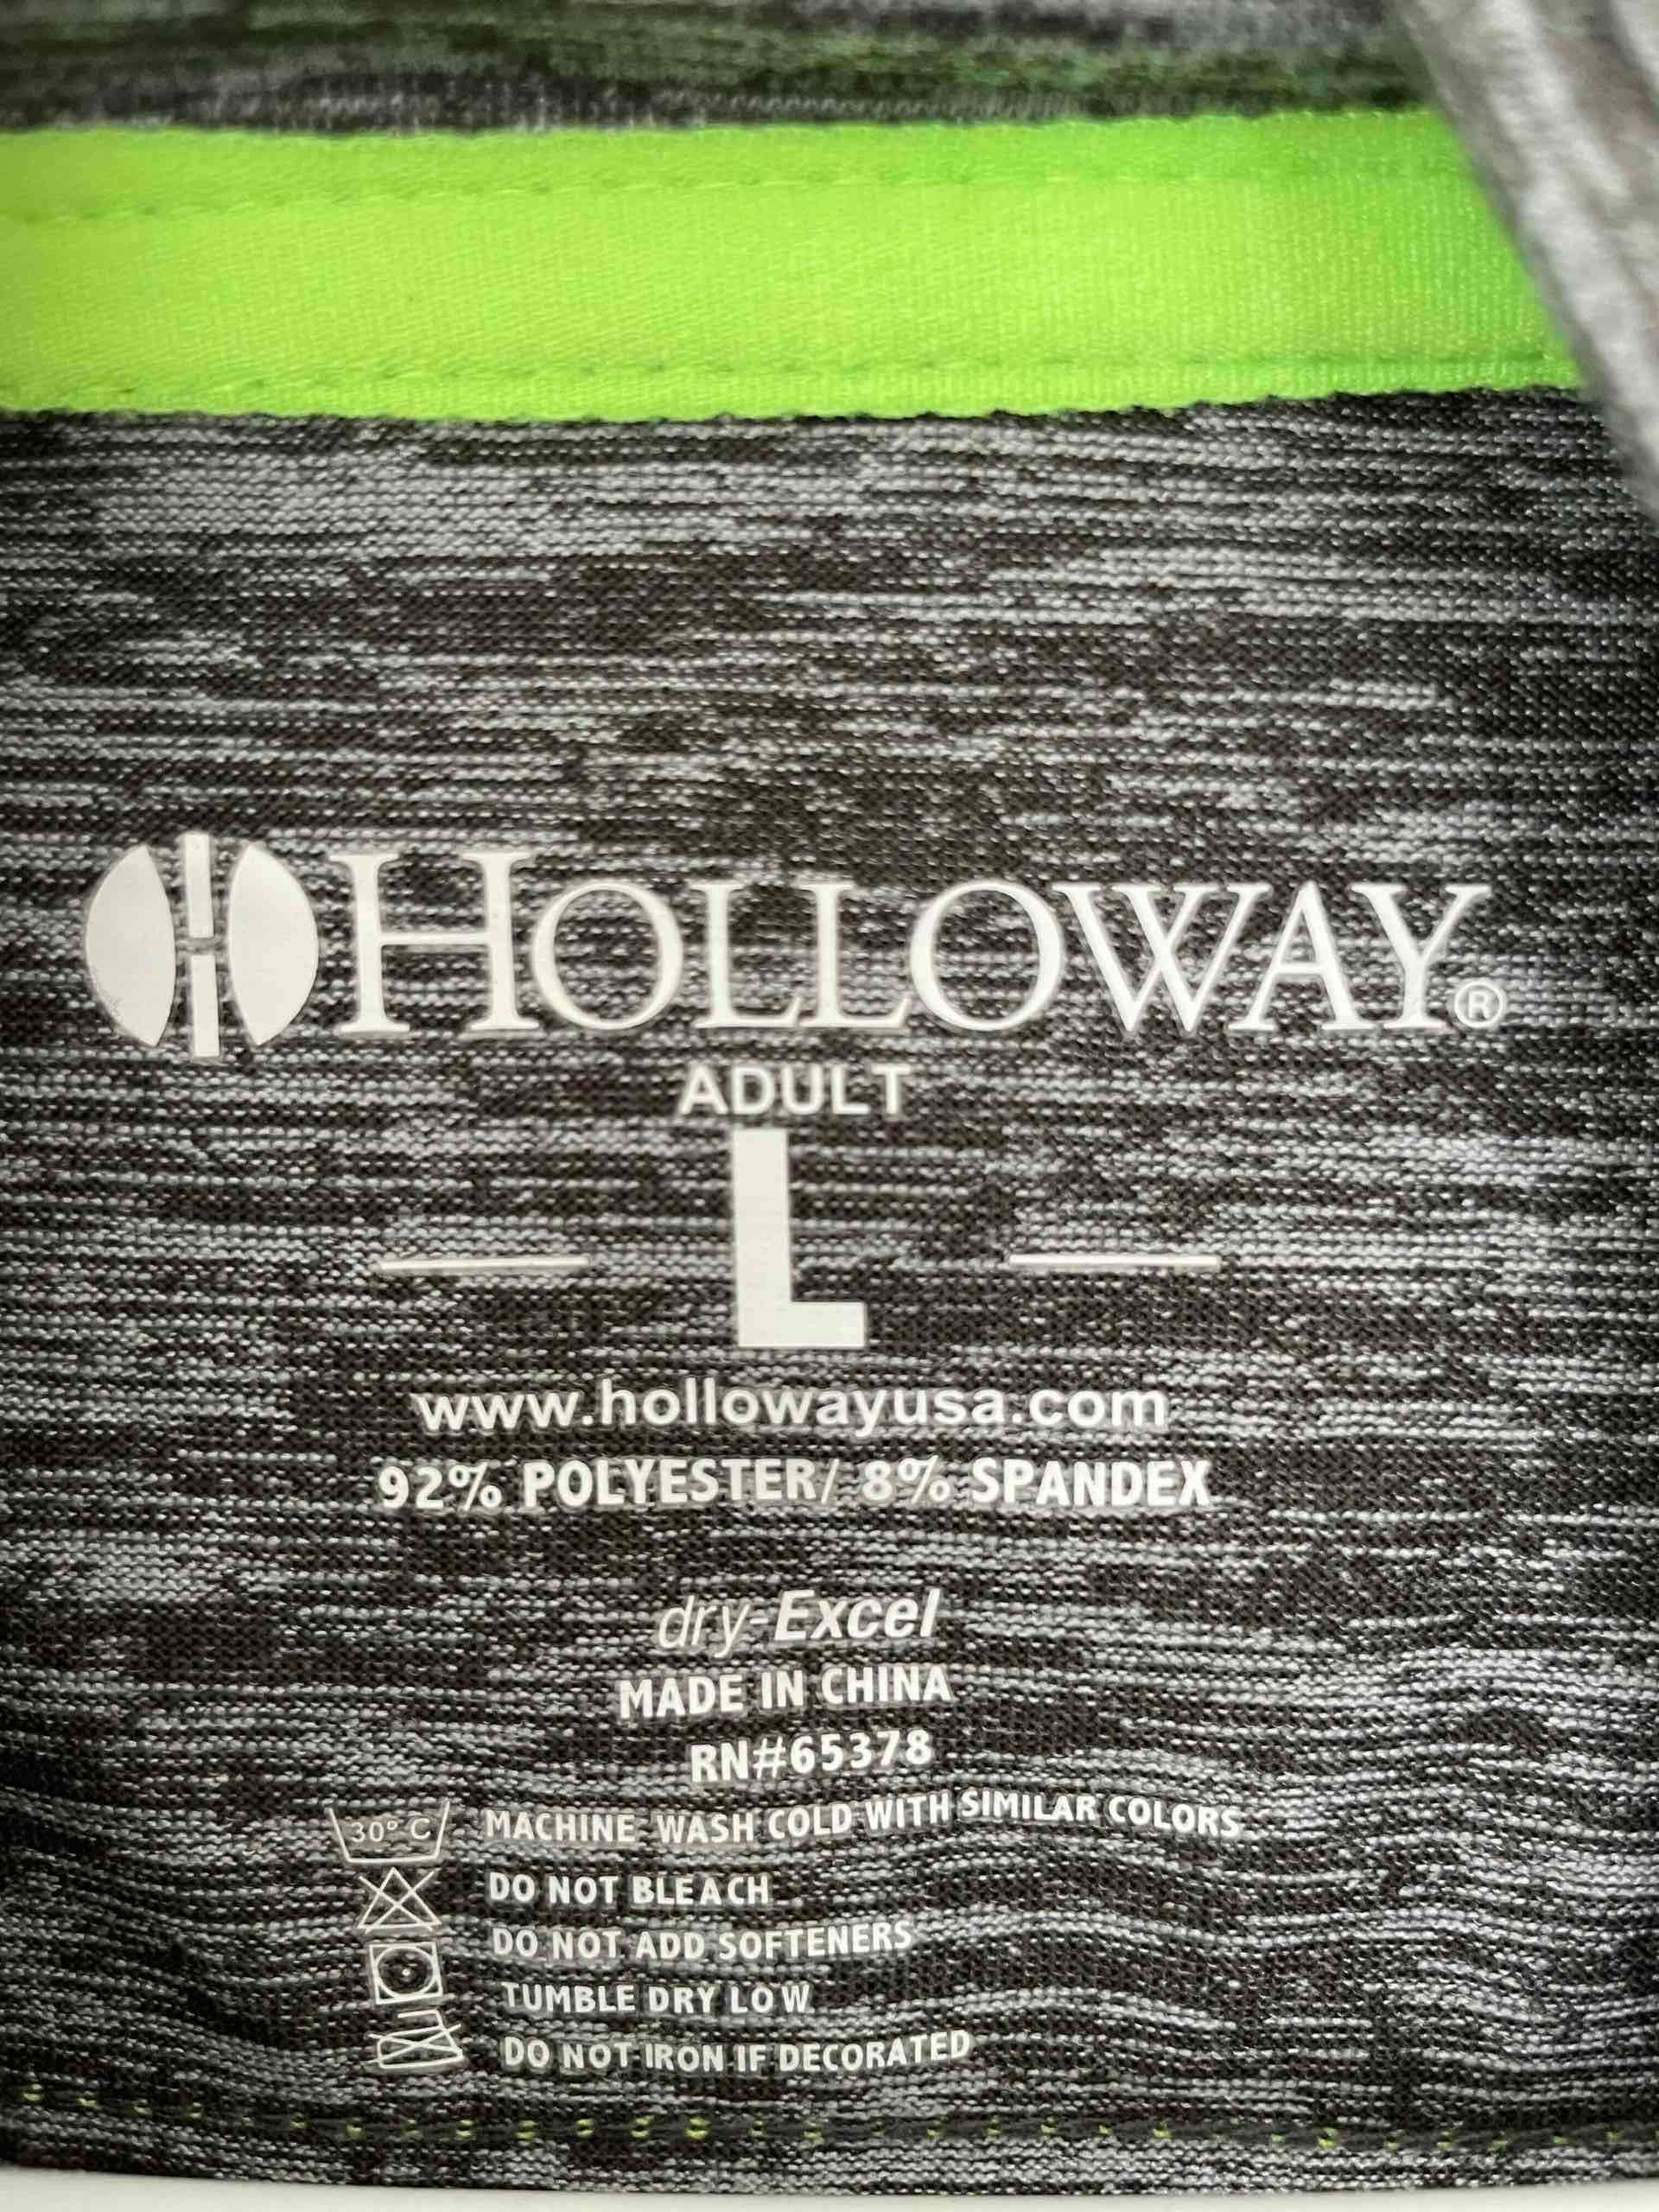 HOLLOWAY®
ADULT
L
www.hollowayusa.com
92% POLYESTER/ 8% SPANDEX
dry-Excel
MADE IN CHINA
RN#65378
30° C MACHINE WASH COLD WITH SIMILAR COLORS
DO NOT BLEACH
DO NOT ADD SOFTENERS
TUMBLE DRY LOW
DO NOT IRON IF DECORATED